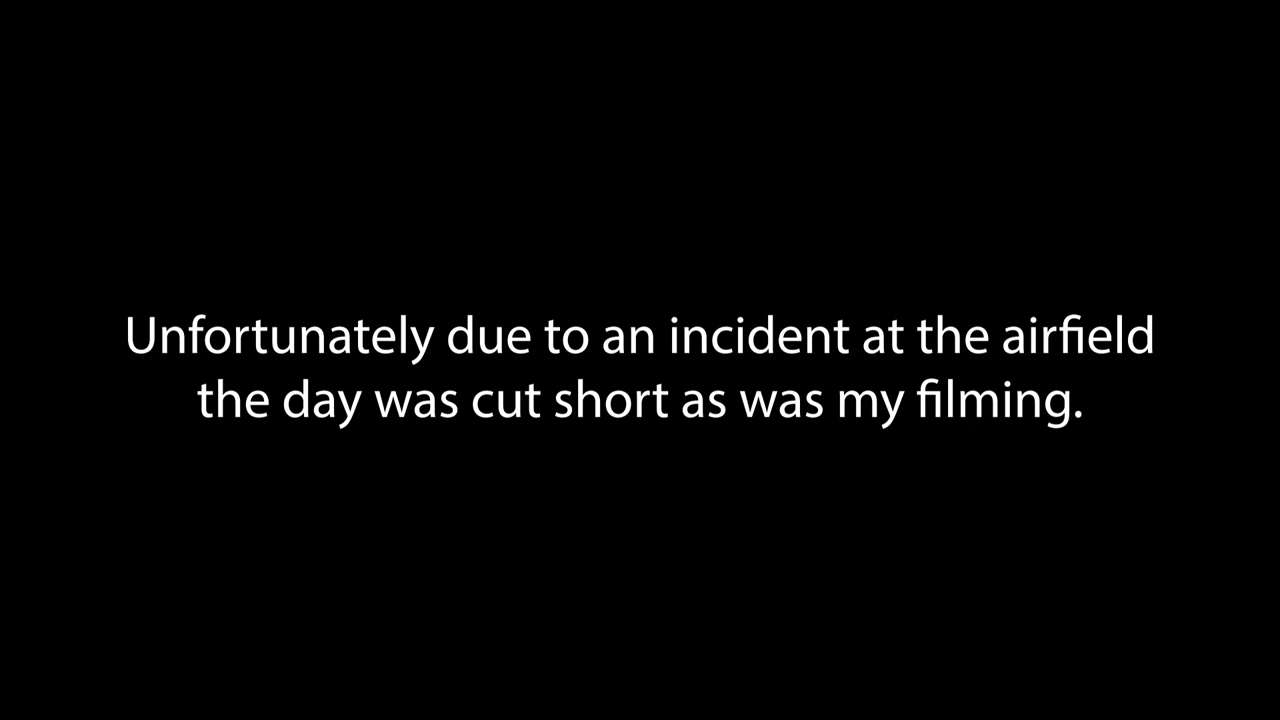 Unfortunately due to an incident at the airfield
the day was cut short as was my filming.